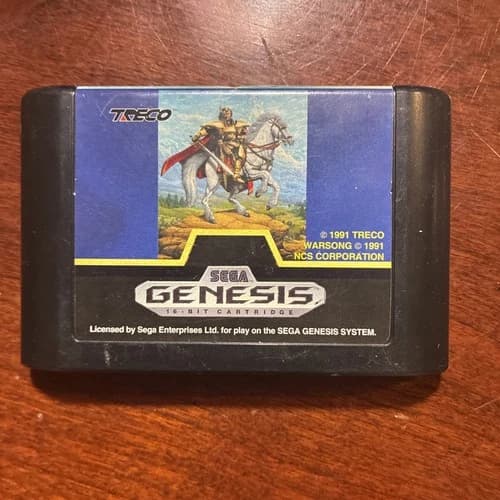 TRECO
© 1991 TRECO
WARSONG © 1991
NCS CORPORATION
SEGA
GENESIS
16-BIT CARTRIDGE
Licensed by Sega Enterprises Ltd. for play on the SEGA GENESIS SYSTEM.